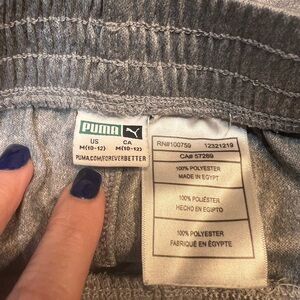 PUMA
US CA
M(10-12) M(10-12)
PUMA.COM/FOREVERBETTER
RN#100759 12321219
CA# 57269
100% POLYESTER
MADE IN EGYPT
100% POLIÉSTER
HECHO EN EGIPTO
100% POLYESTER
FABRIQUÉ EN ÉGYPTE